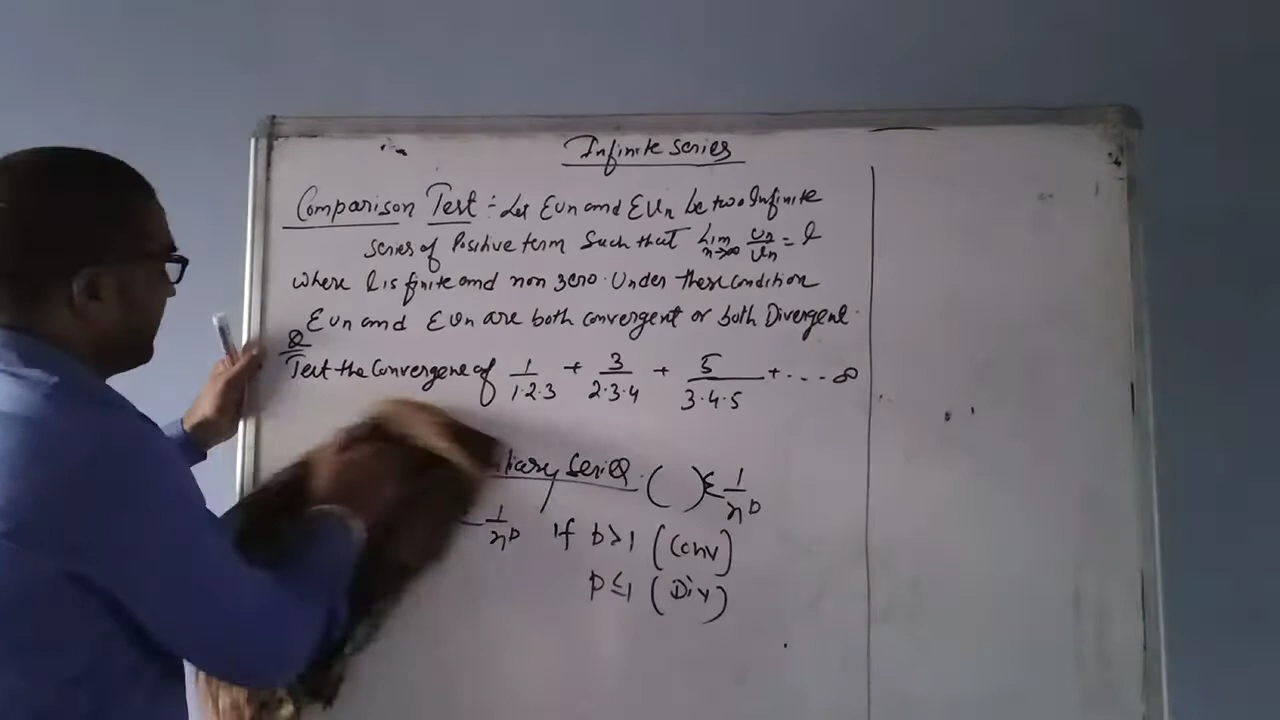 Infinite series
Comparison Test :- Let Σun and Σvn be two Infinite
series of Positive term Such that Lim n→∞ un/vn = l
where l is finite and non zero. Under these condition
Σun and Σvn are both convergent or both Divergent.
Q
Test the Convergene of 1/1·2·3 + 3/2·3·4 + 5/3·4·5 + ... ∞
Series ( ) Σ 1/n^p
1/n^p if p>1 (Conv)
p≤1 (Div)